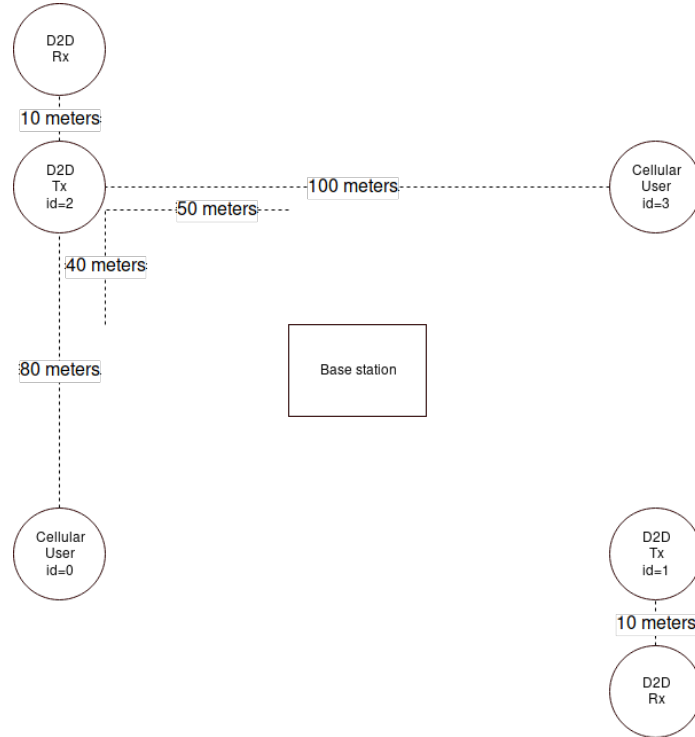 D2D
Rx
10 meters
D2D
Tx
id=2
100 meters
Cellular
User
id=3
50 meters
40 meters
80 meters
Base station
Cellular
User
id=0
D2D
Tx
id=1
10 meters
D2D
Rx